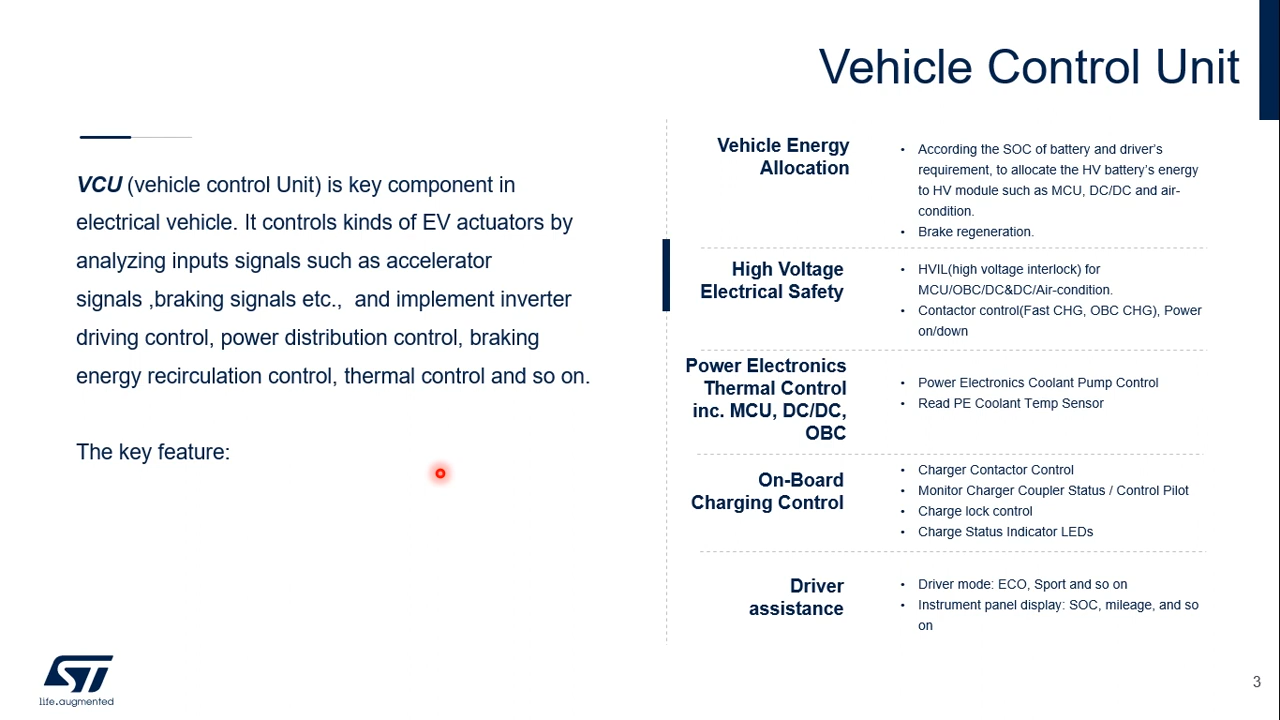 Vehicle Control Unit
VCU (vehicle control Unit) is key component in
electrical vehicle. It controls kinds of EV actuators by
analyzing inputs signals such as accelerator
signals ,braking signals etc.,  and implement inverter
driving control, power distribution control, braking
energy recirculation control, thermal control and so on.
The key feature:
Vehicle Energy
Allocation
• According the SOC of battery and driver's
requirement, to allocate the HV battery's energy
to HV module such as MCU, DC/DC and air-
condition.
• Brake regeneration.
High Voltage
Electrical Safety
• HVIL(high voltage interlock) for
MCU/OBC/DC&DC/Air-condition.
• Contactor control(Fast CHG, OBC CHG), Power
on/down
Power Electronics
Thermal Control
inc. MCU, DC/DC,
OBC
• Power Electronics Coolant Pump Control
• Read PE Coolant Temp Sensor
On-Board
Charging Control
• Charger Contactor Control
• Monitor Charger Coupler Status / Control Pilot
• Charge lock control
• Charge Status Indicator LEDs
Driver
assistance
• Driver mode: ECO, Sport and so on
• Instrument panel display: SOC, mileage, and so
on
ST
life.augmented
3